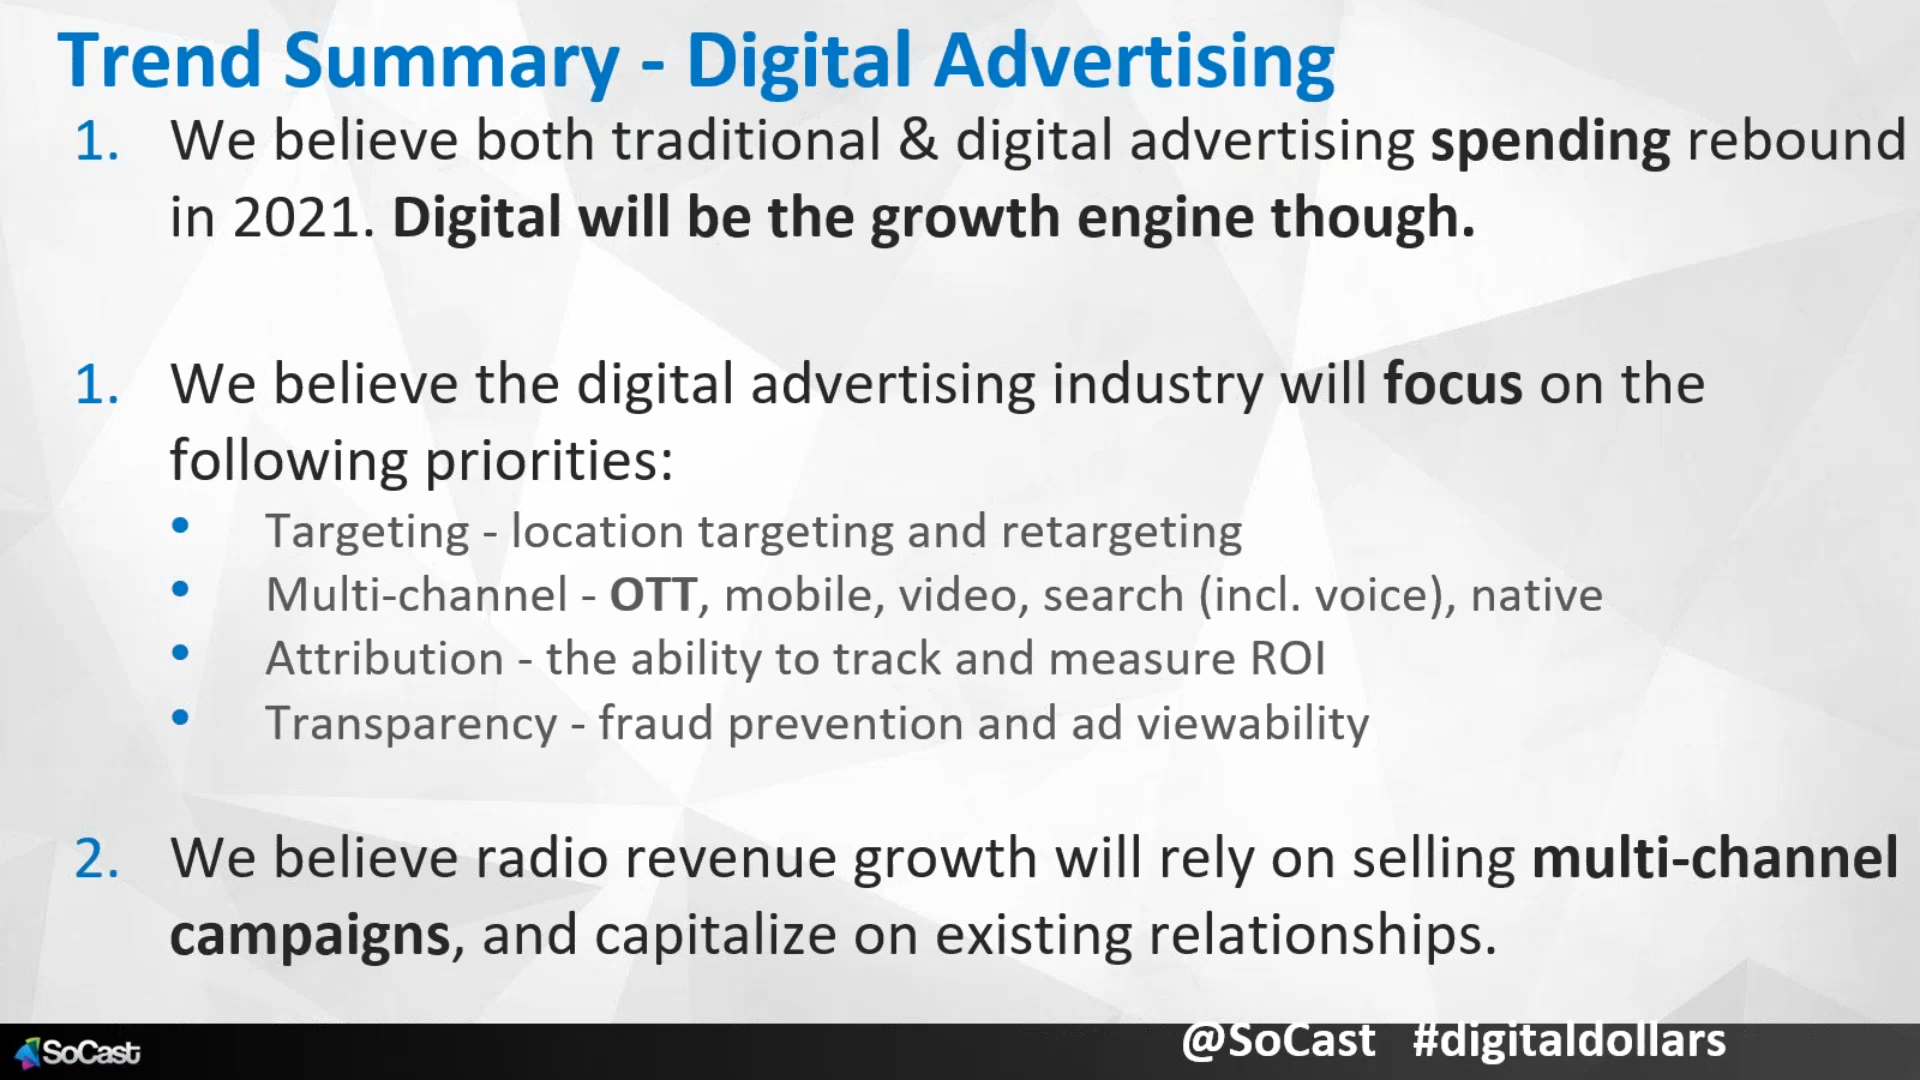 Trend Summary - Digital Advertising
1. We believe both traditional & digital advertising spending rebound
in 2021. Digital will be the growth engine though.
1. We believe the digital advertising industry will focus on the
following priorities:
• Targeting - location targeting and retargeting
• Multi-channel - OTT, mobile, video, search (incl. voice), native
• Attribution - the ability to track and measure ROI
• Transparency - fraud prevention and ad viewability
2. We believe radio revenue growth will rely on selling multi-channel
campaigns, and capitalize on existing relationships.
SoCast @SoCast #digitaldollars